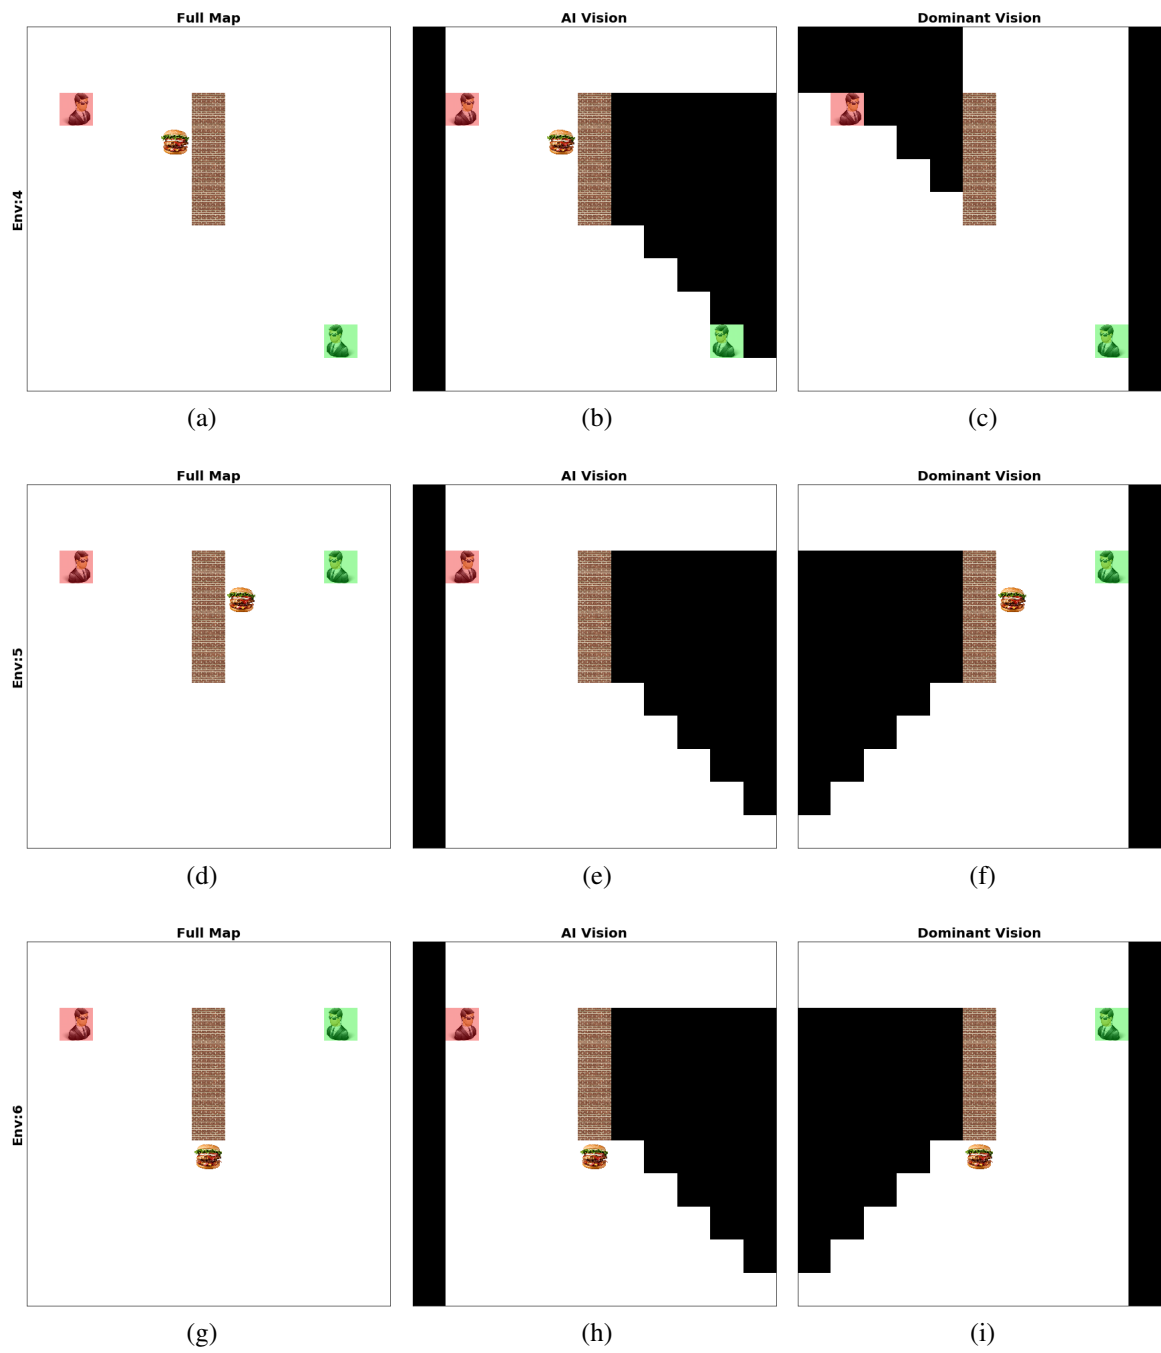 Full Map
AI Vision
Dominant Vision
Env:4
(a)
(b)
(c)
Full Map
AI Vision
Dominant Vision
Env:5
(d)
(e)
(f)
Full Map
AI Vision
Dominant Vision
Env:6
(g)
(h)
(i)